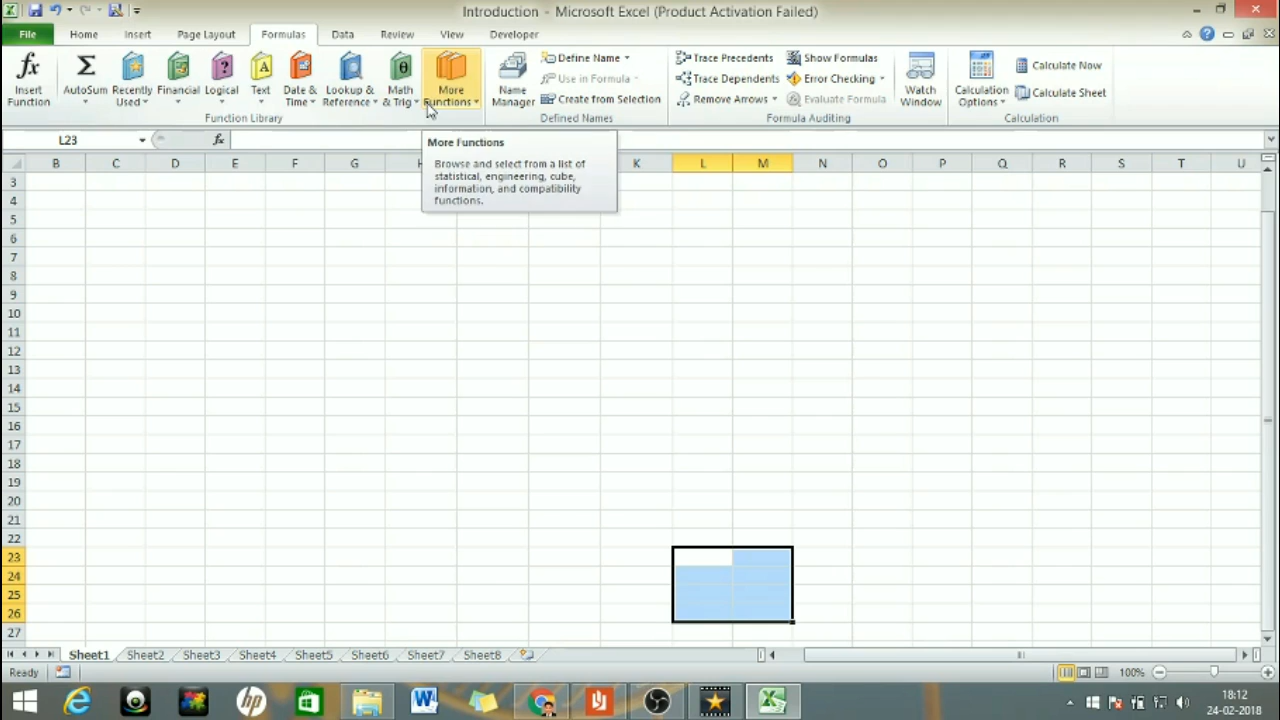 Introduction - Microsoft Excel (Product Activation Failed)
File Home Insert Page Layout Formulas Data Review View Developer
fx Insert Function
Σ AutoSum
Recently Used
Financial
Logical
A Text
Date & Time
Lookup & Reference
θ Math & Trig
More Functions
Function Library
Name Manager
Define Name
Use in Formula
Create from Selection
Defined Names
Trace Precedents
Trace Dependents
Remove Arrows
Show Formulas
Error Checking
Evaluate Formula
Watch Window
Formula Auditing
Calculation Options
Calculate Now
Calculate Sheet
Calculation
L23 fx
More Functions
Browse and select from a list of
statistical, engineering, cube,
information, and compatibility
functions.
B C D E F G H K L M N O P Q R S T U
3
4
5
6
7
8
9
10
11
12
13
14
15
16
17
18
19
20
21
22
23
24
25
26
27
Sheet1 Sheet2 Sheet3 Sheet4 Sheet5 Sheet6 Sheet7 Sheet8
Ready 100%
hp W
18:12
24-02-2018